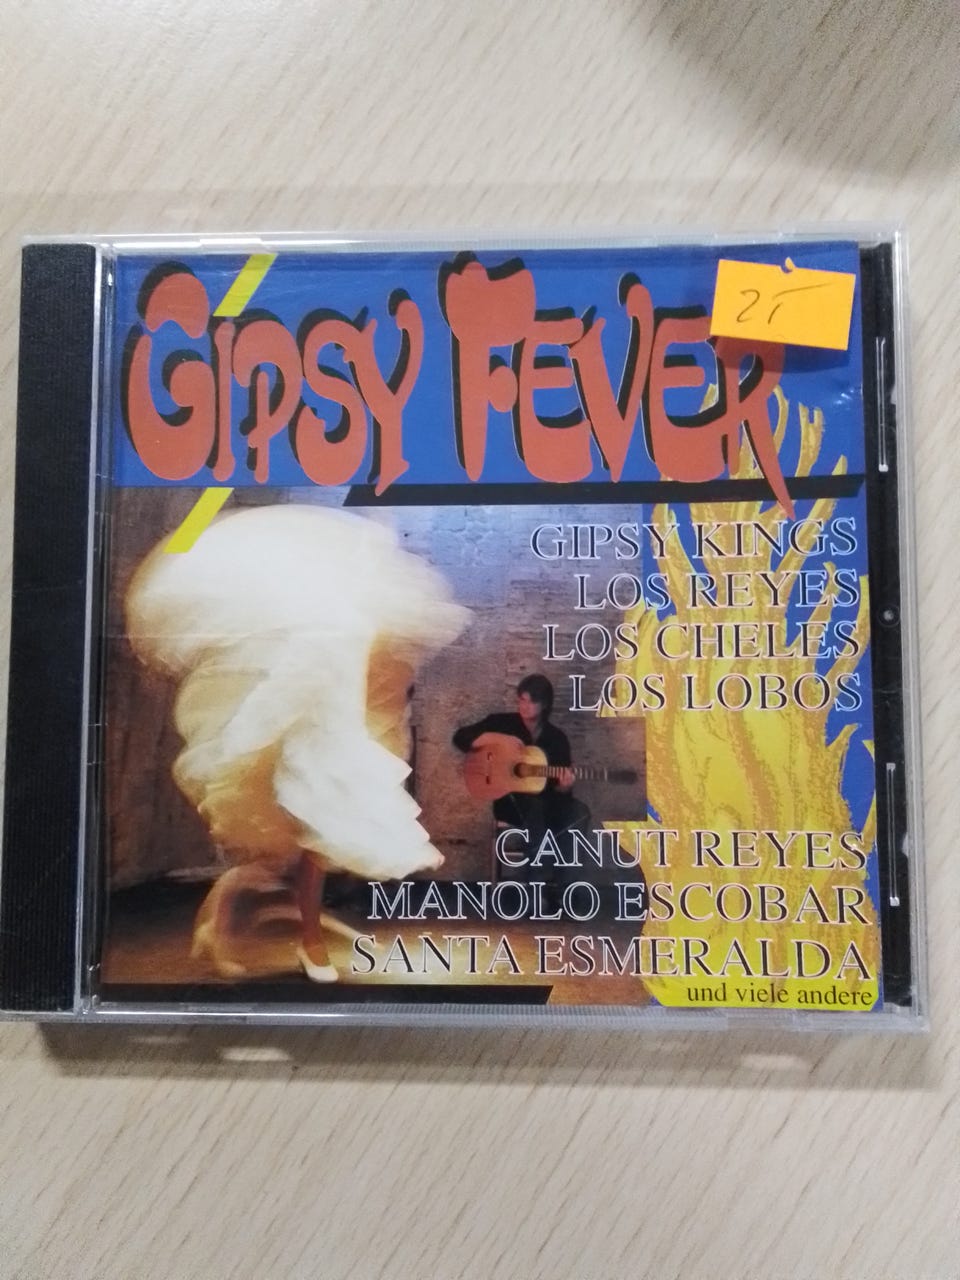 GIPSY FEVER
GIPSY KINGS
LOS REYES
LOS CHELES
LOS LOBOS
CANUT REYES
MANOLO ESCOBAR
SANTA ESMERALDA
und viele andere